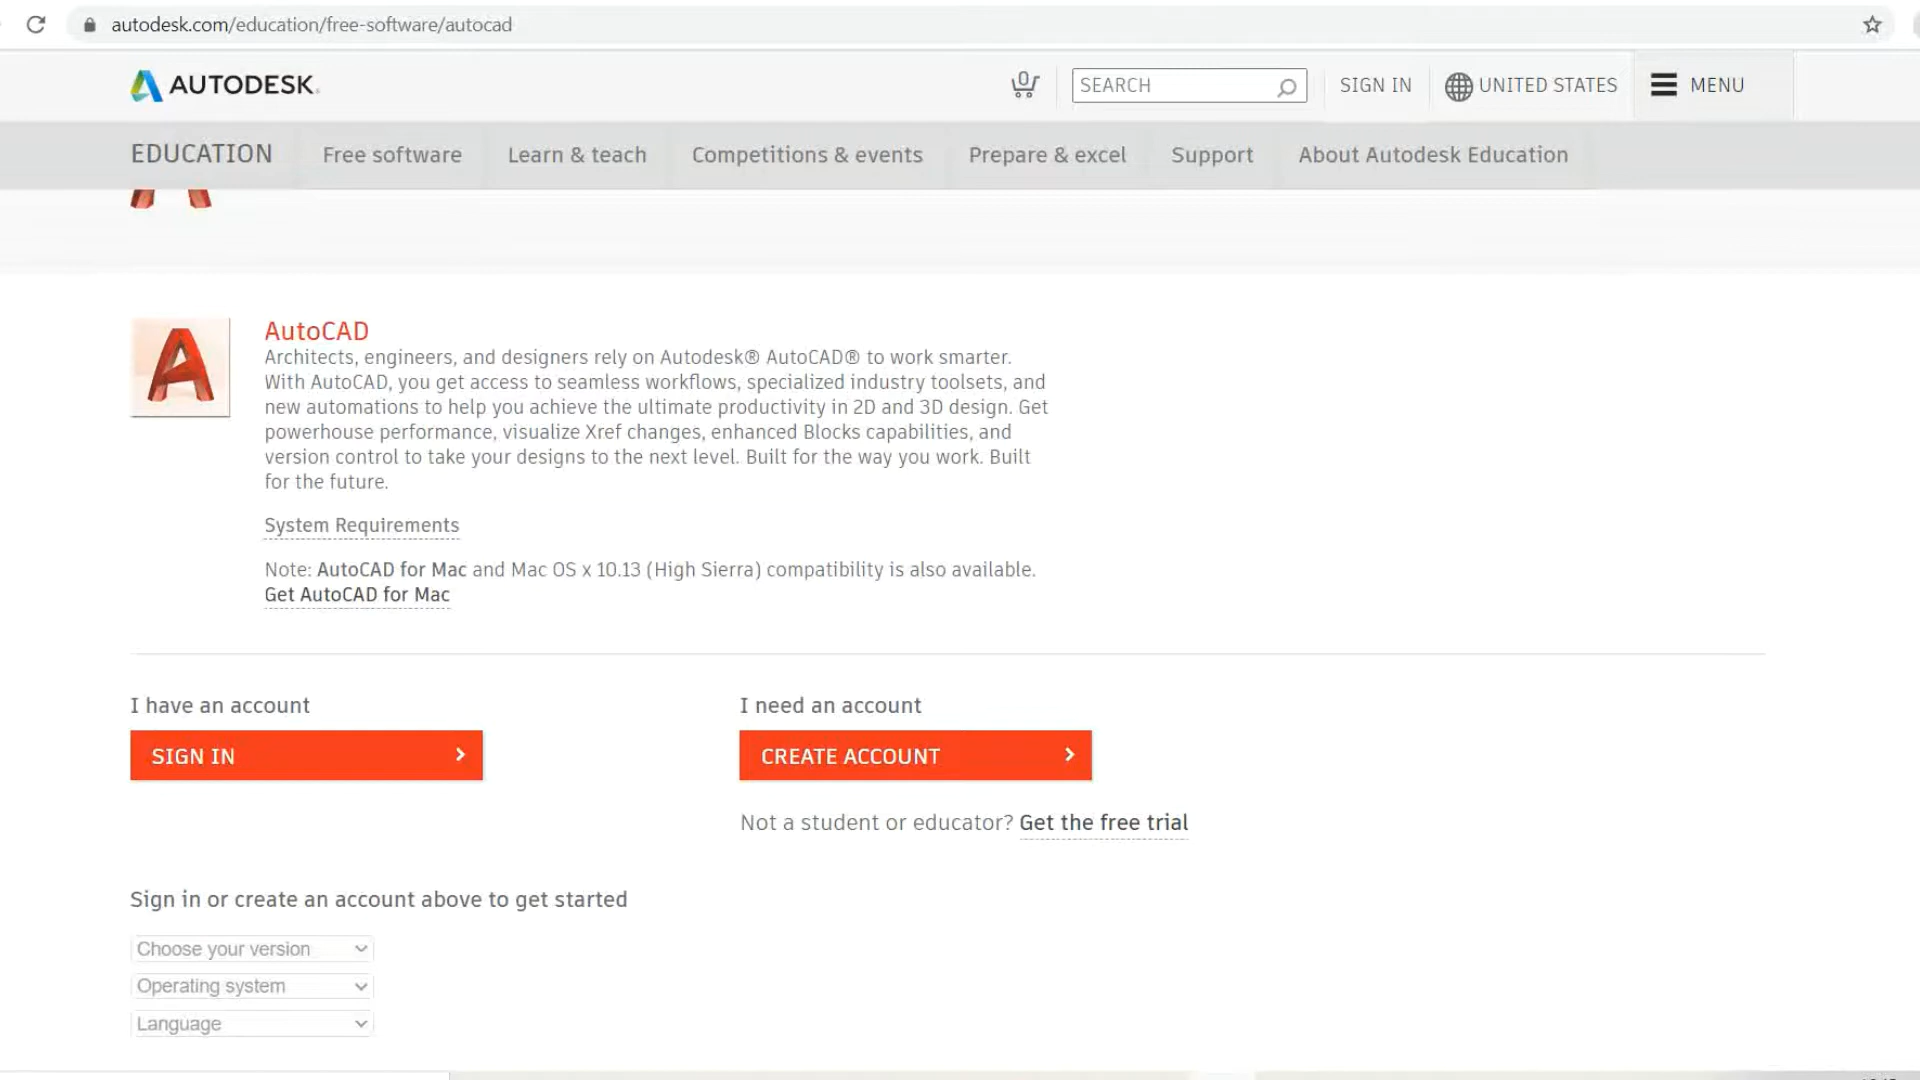 autodesk.com/education/free-software/autocad
AUTODESK.
0
SEARCH
SIGN IN
UNITED STATES
MENU
EDUCATION
Free software
Learn & teach
Competitions & events
Prepare & excel
Support
About Autodesk Education
AutoCAD
Architects, engineers, and designers rely on Autodesk® AutoCAD® to work smarter.
With AutoCAD, you get access to seamless workflows, specialized industry toolsets, and
new automations to help you achieve the ultimate productivity in 2D and 3D design. Get
powerhouse performance, visualize Xref changes, enhanced Blocks capabilities, and
version control to take your designs to the next level. Built for the way you work. Built
for the future.
System Requirements
Note: AutoCAD for Mac and Mac OS x 10.13 (High Sierra) compatibility is also available.
Get AutoCAD for Mac
I have an account
I need an account
SIGN IN
CREATE ACCOUNT
Not a student or educator? Get the free trial
Sign in or create an account above to get started
Choose your version
Operating system
Language